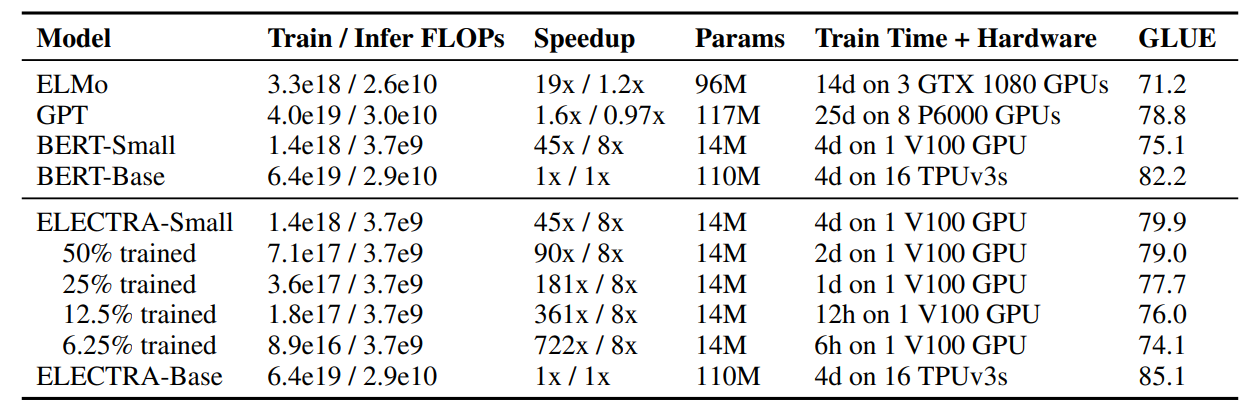 Model Train / Infer FLOPs Speedup Params Train Time + Hardware GLUE
ELMo 3.3e18 / 2.6e10 19x / 1.2x 96M 14d on 3 GTX 1080 GPUs 71.2
GPT 4.0e19 / 3.0e10 1.6x / 0.97x 117M 25d on 8 P6000 GPUs 78.8
BERT-Small 1.4e18 / 3.7e9 45x / 8x 14M 4d on 1 V100 GPU 75.1
BERT-Base 6.4e19 / 2.9e10 1x / 1x 110M 4d on 16 TPUv3s 82.2
ELECTRA-Small 1.4e18 / 3.7e9 45x / 8x 14M 4d on 1 V100 GPU 79.9
50% trained 7.1e17 / 3.7e9 90x / 8x 14M 2d on 1 V100 GPU 79.0
25% trained 3.6e17 / 3.7e9 181x / 8x 14M 1d on 1 V100 GPU 77.7
12.5% trained 1.8e17 / 3.7e9 361x / 8x 14M 12h on 1 V100 GPU 76.0
6.25% trained 8.9e16 / 3.7e9 722x / 8x 14M 6h on 1 V100 GPU 74.1
ELECTRA-Base 6.4e19 / 2.9e10 1x / 1x 110M 4d on 16 TPUv3s 85.1